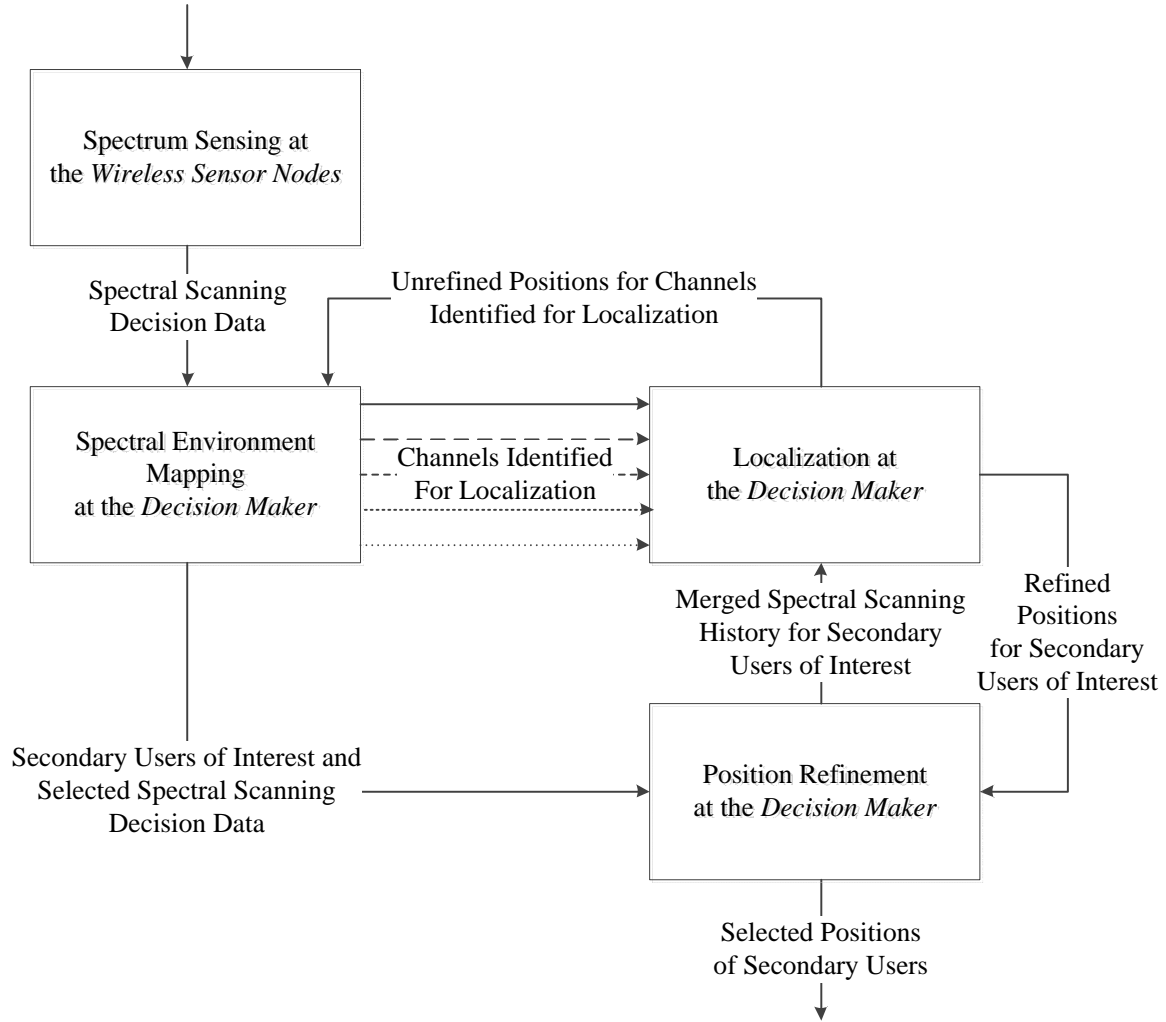 Spectrum Sensing at
the Wireless Sensor Nodes
Spectral Scanning
Decision Data
Unrefined Positions for Channels
Identified for Localization
Spectral Environment
Mapping
at the Decision Maker
Channels Identified
For Localization
Localization at
the Decision Maker
Merged Spectral Scanning
History for Secondary
Users of Interest
Refined
Positions
for Secondary
Users of Interest
Secondary Users of Interest and
Selected Spectral Scanning
Decision Data
Position Refinement
at the Decision Maker
Selected Positions
of Secondary Users